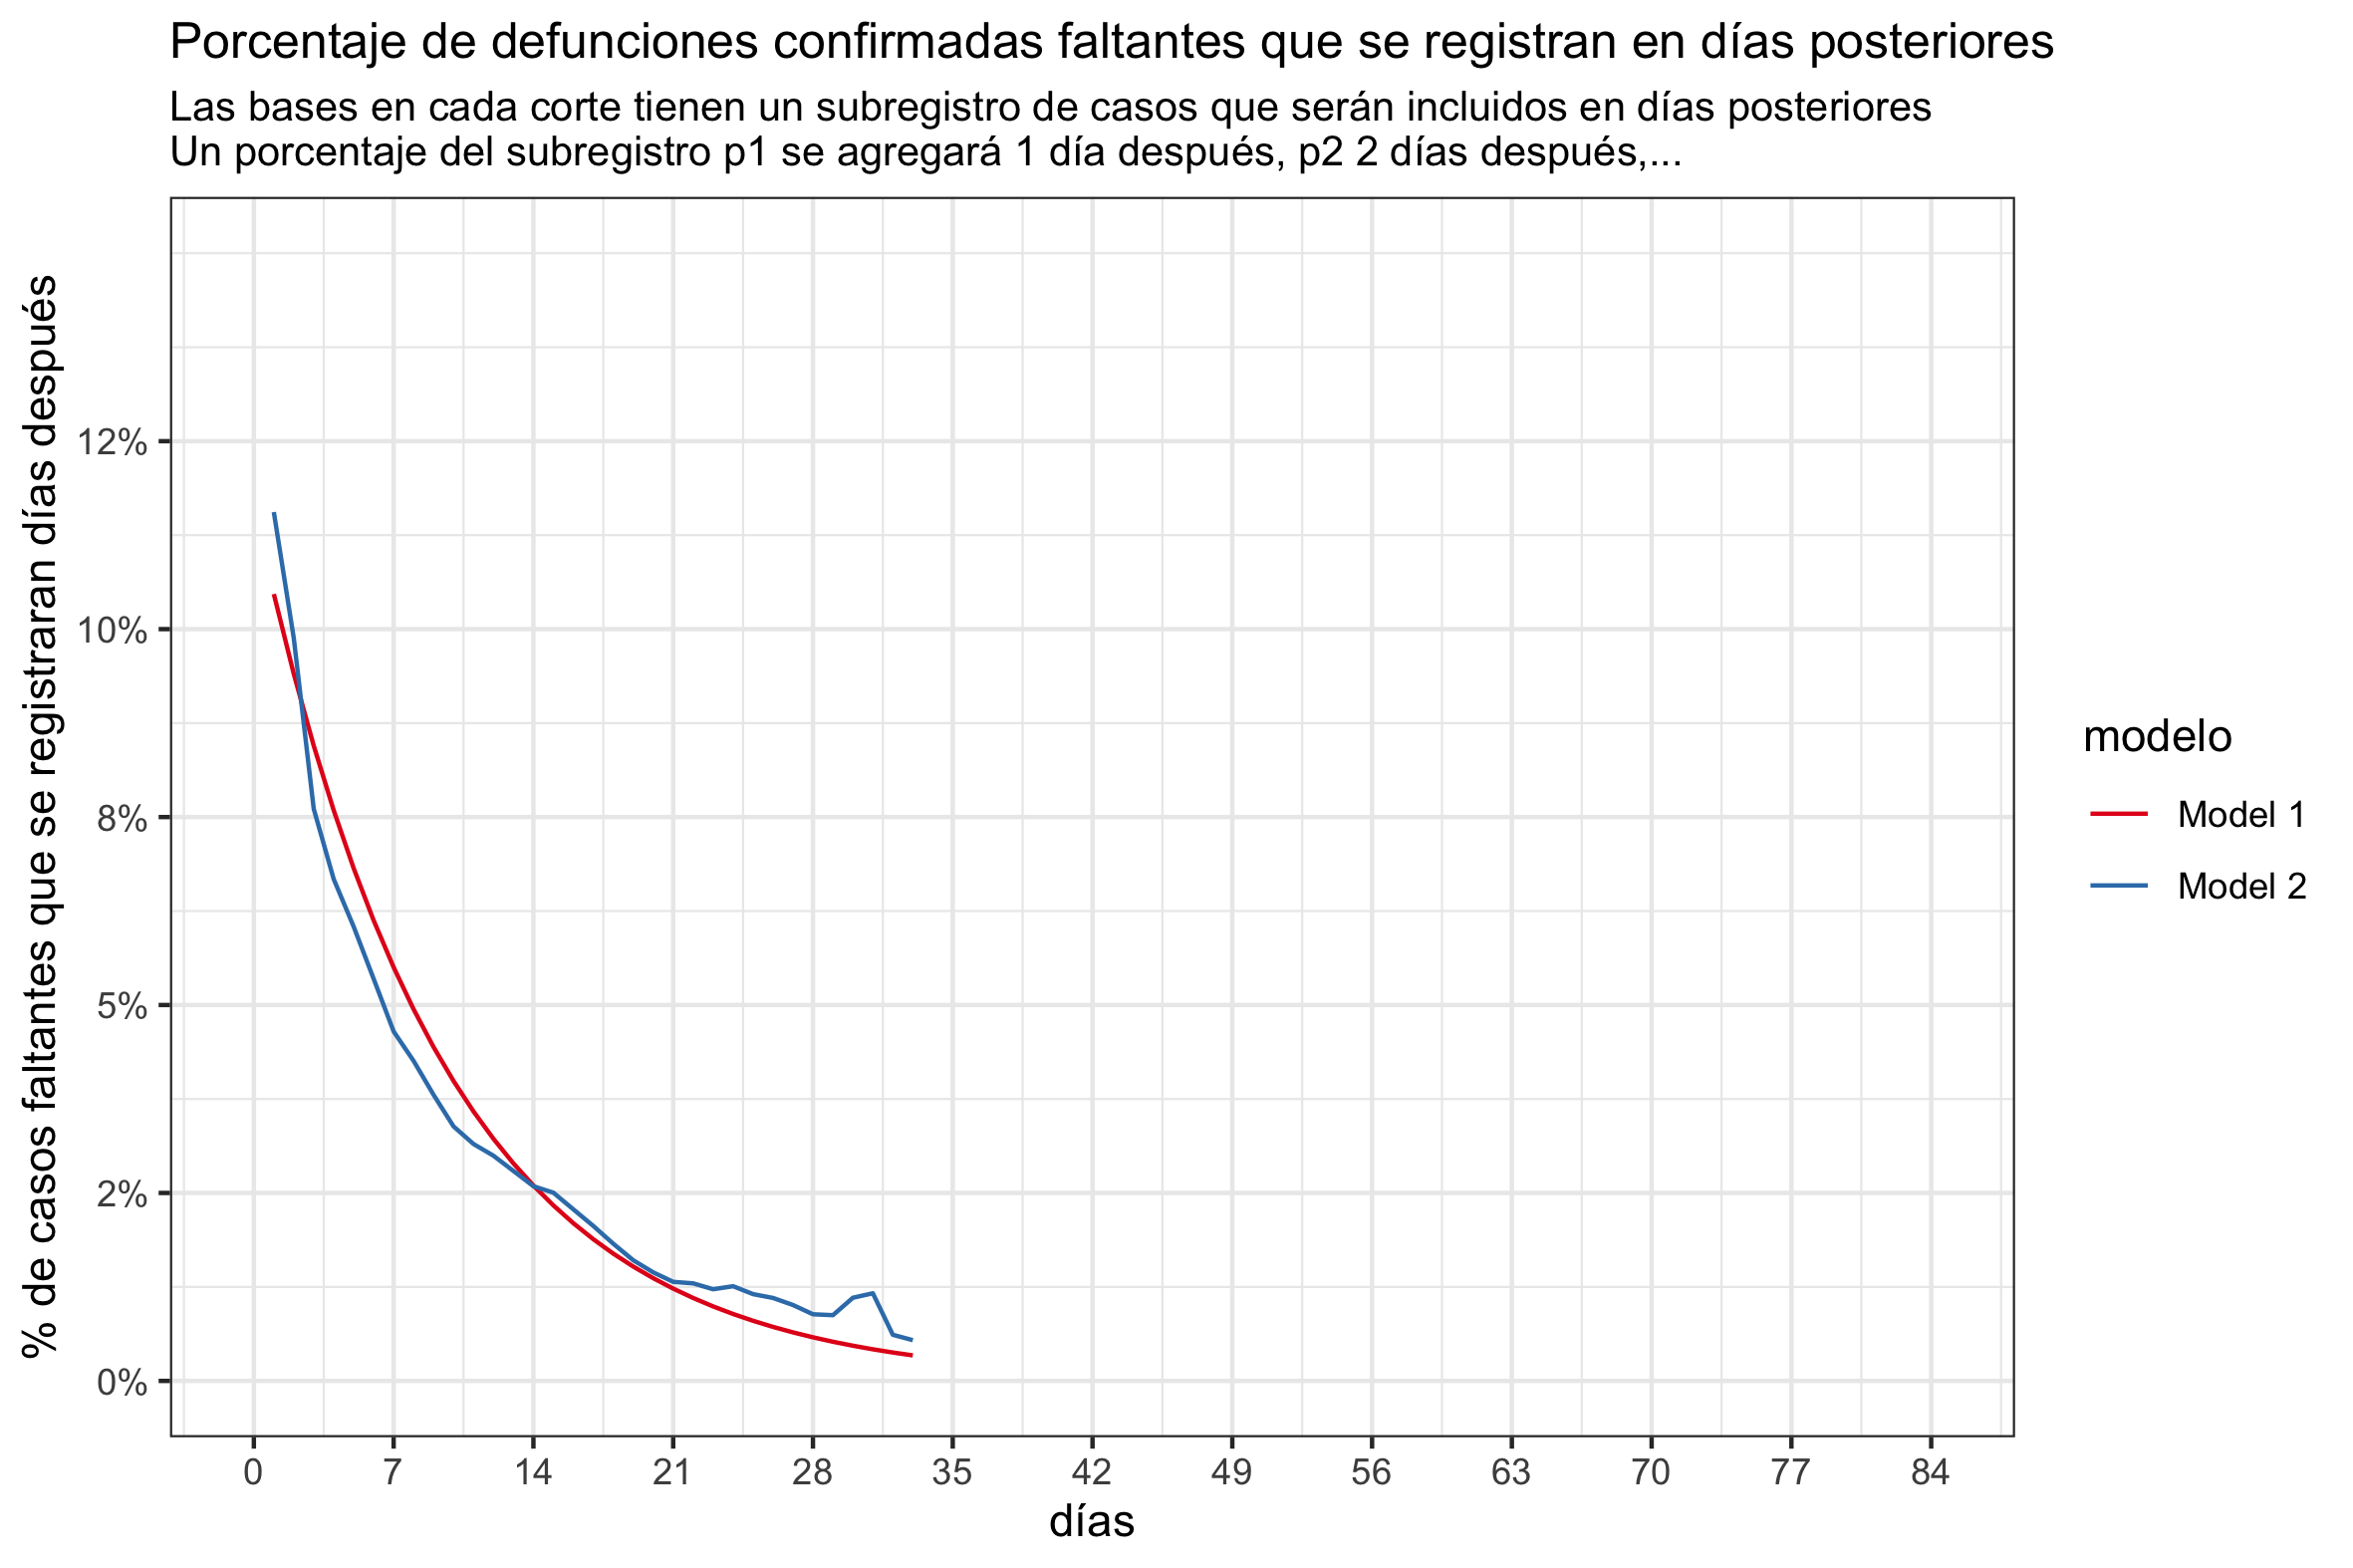 Porcentaje de defunciones confirmadas faltantes que se registran en días posteriores
Las bases en cada corte tienen un subregistro de casos que serán incluidos en días posteriores
Un porcentaje del subregistro p1 se agregará 1 día después, p2 2 días después,...
% de casos faltantes que se registraran días después
12%
10%
8%
5%
2%
0%
0 7 14 21 28 35 42 49 56 63 70 77 84
días
modelo
Model 1
Model 2